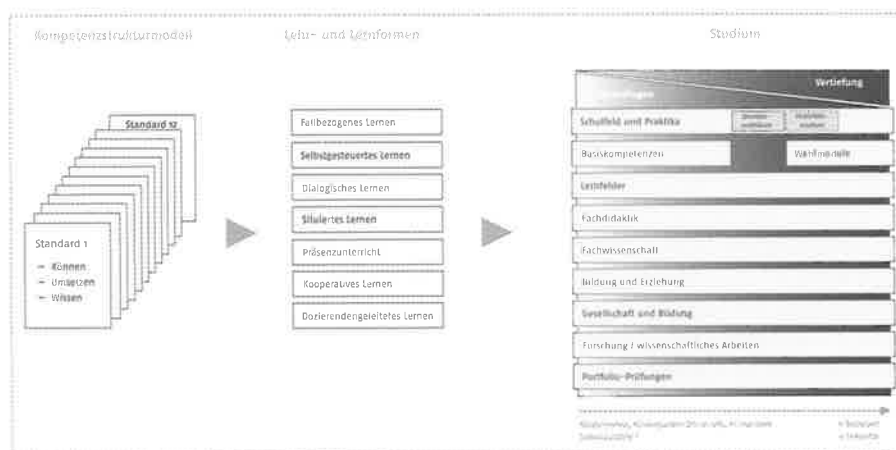 Kompetenzstrukturmodell
Lehr- und Lernformen
Studium
Standard 12
Standard 1
– Können
– Umsetzen
– Wissen
Fallbezogenes Lernen
Selbstgesteuertes Lernen
Dialogisches Lernen
Situiertes Lernen
Präsenzunterricht
Kooperatives Lernen
Dozierendengeleitetes Lernen
Vertiefung
Schulfeld und Praktika
Basiskompetenzen
Wahlmodule
Leitfelder
Fachdidaktik
Fachwissenschaft
Bildung und Erziehung
Gesellschaft und Bildung
Forschung / wissenschaftliches Arbeiten
Portfolio-Prüfungen